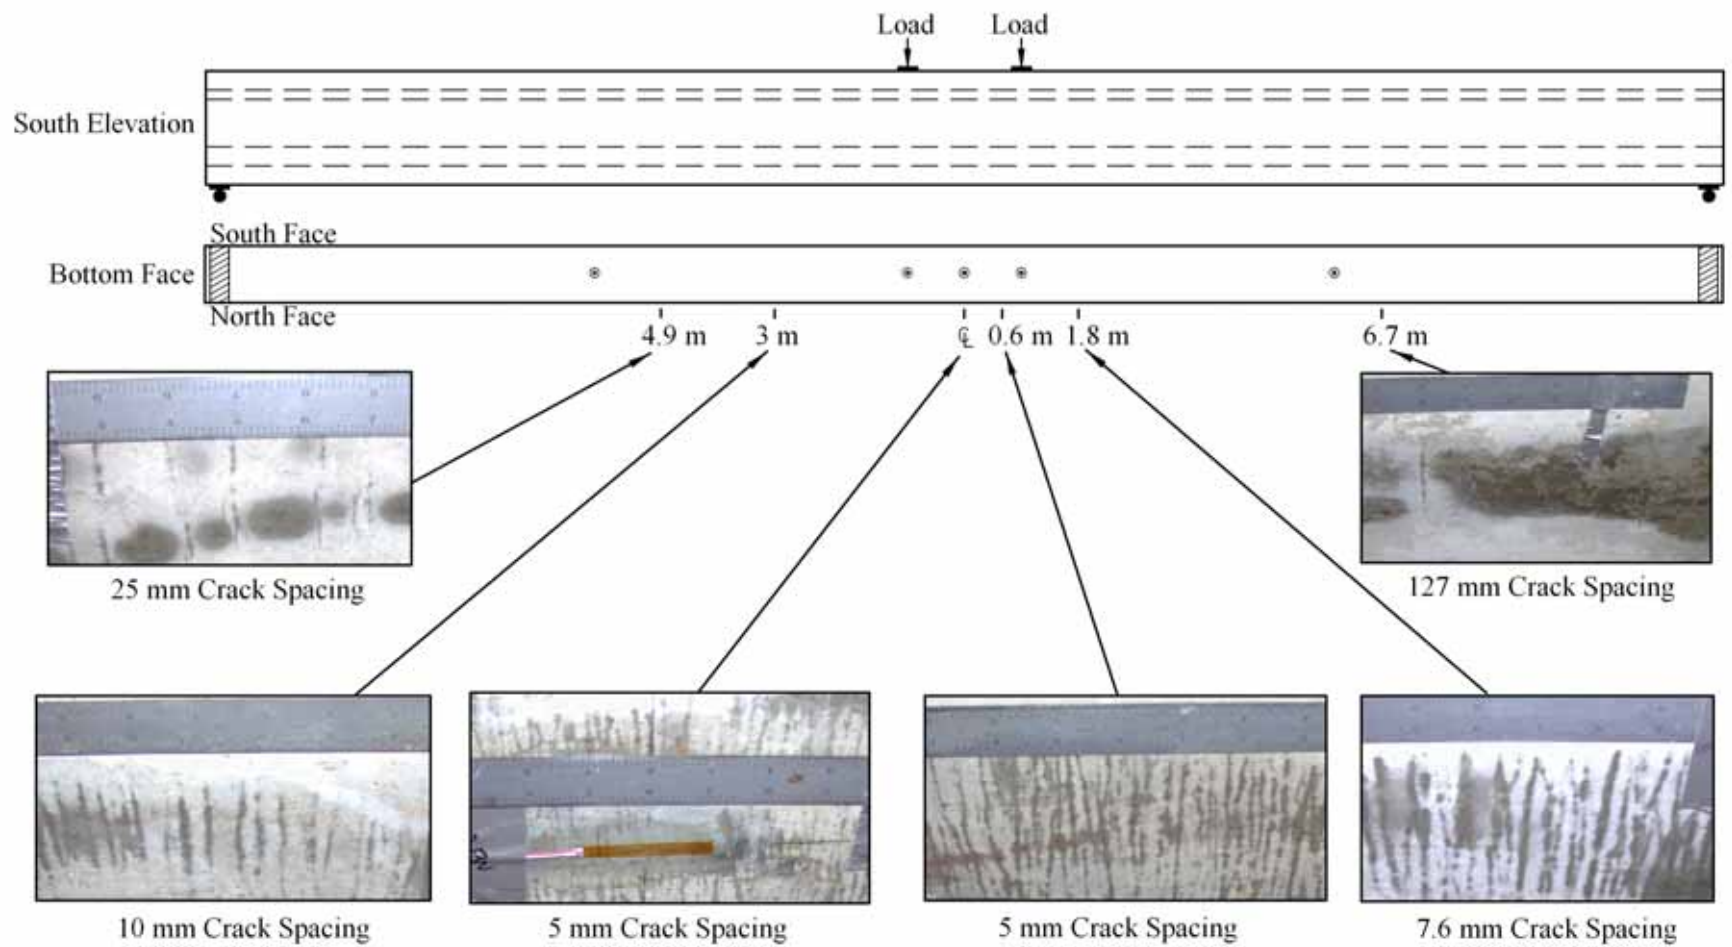 Load Load
South Elevation
South Face
Bottom Face
North Face
4.9 m 3 m ℄ 0.6 m 1.8 m 6.7 m
25 mm Crack Spacing
127 mm Crack Spacing
10 mm Crack Spacing
5 mm Crack Spacing
5 mm Crack Spacing
7.6 mm Crack Spacing